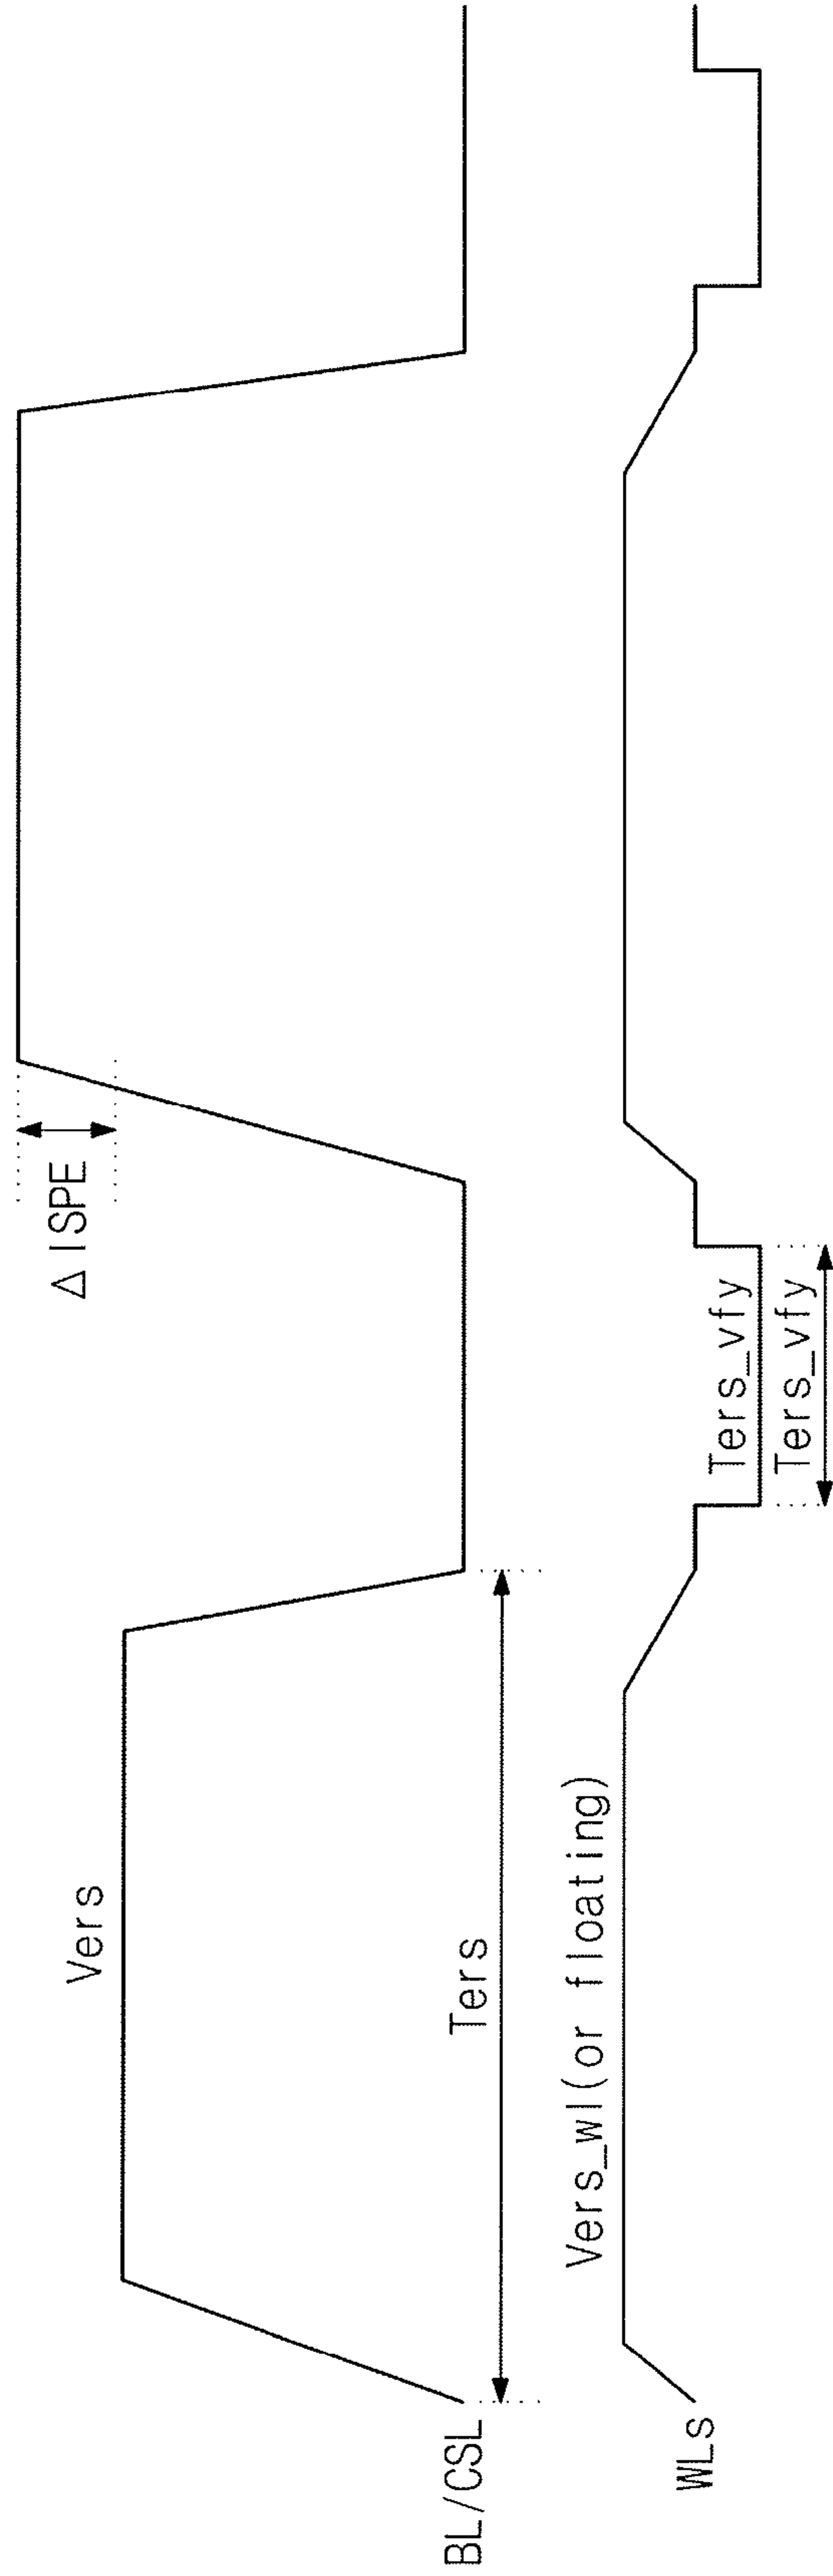 Vers
ΔISPE
BL/CSL
Ters
Vers_wl(or floating)
WLs
Ters_vfy
Ters_vfy